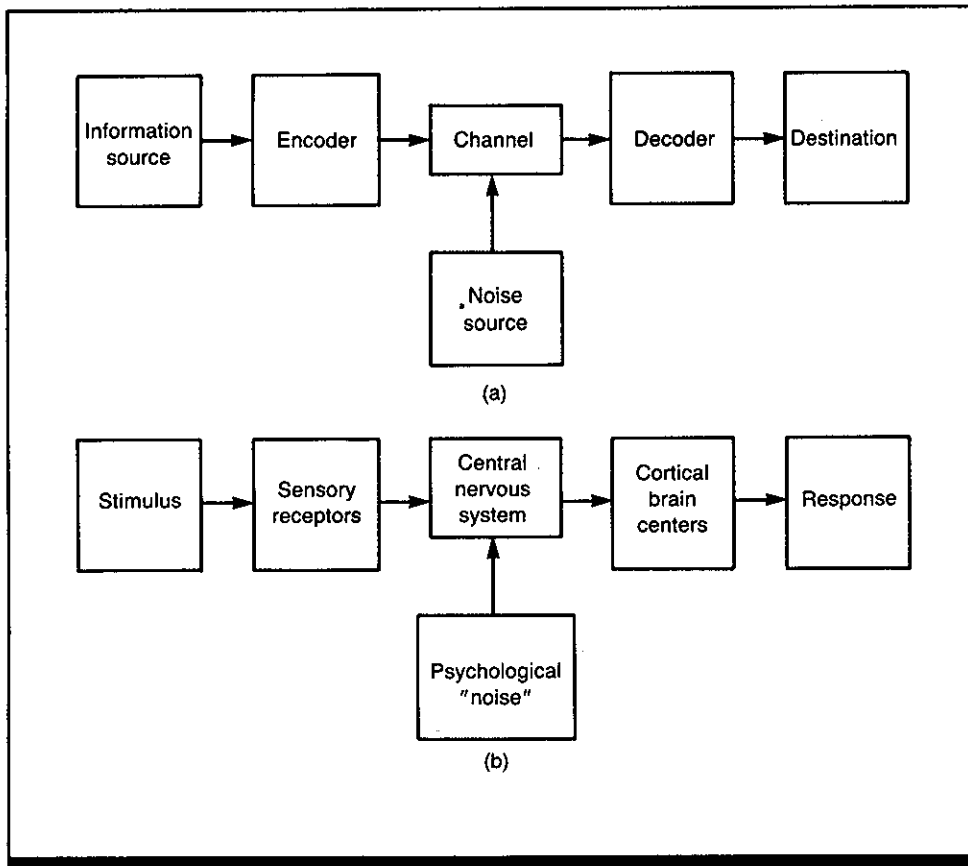 Information
source
Encoder
Channel
Decoder
Destination
Noise
source
(a)
Stimulus
Sensory
receptors
Central
nervous
system
Cortical
brain
centers
Response
Psychological
"noise"
(b)